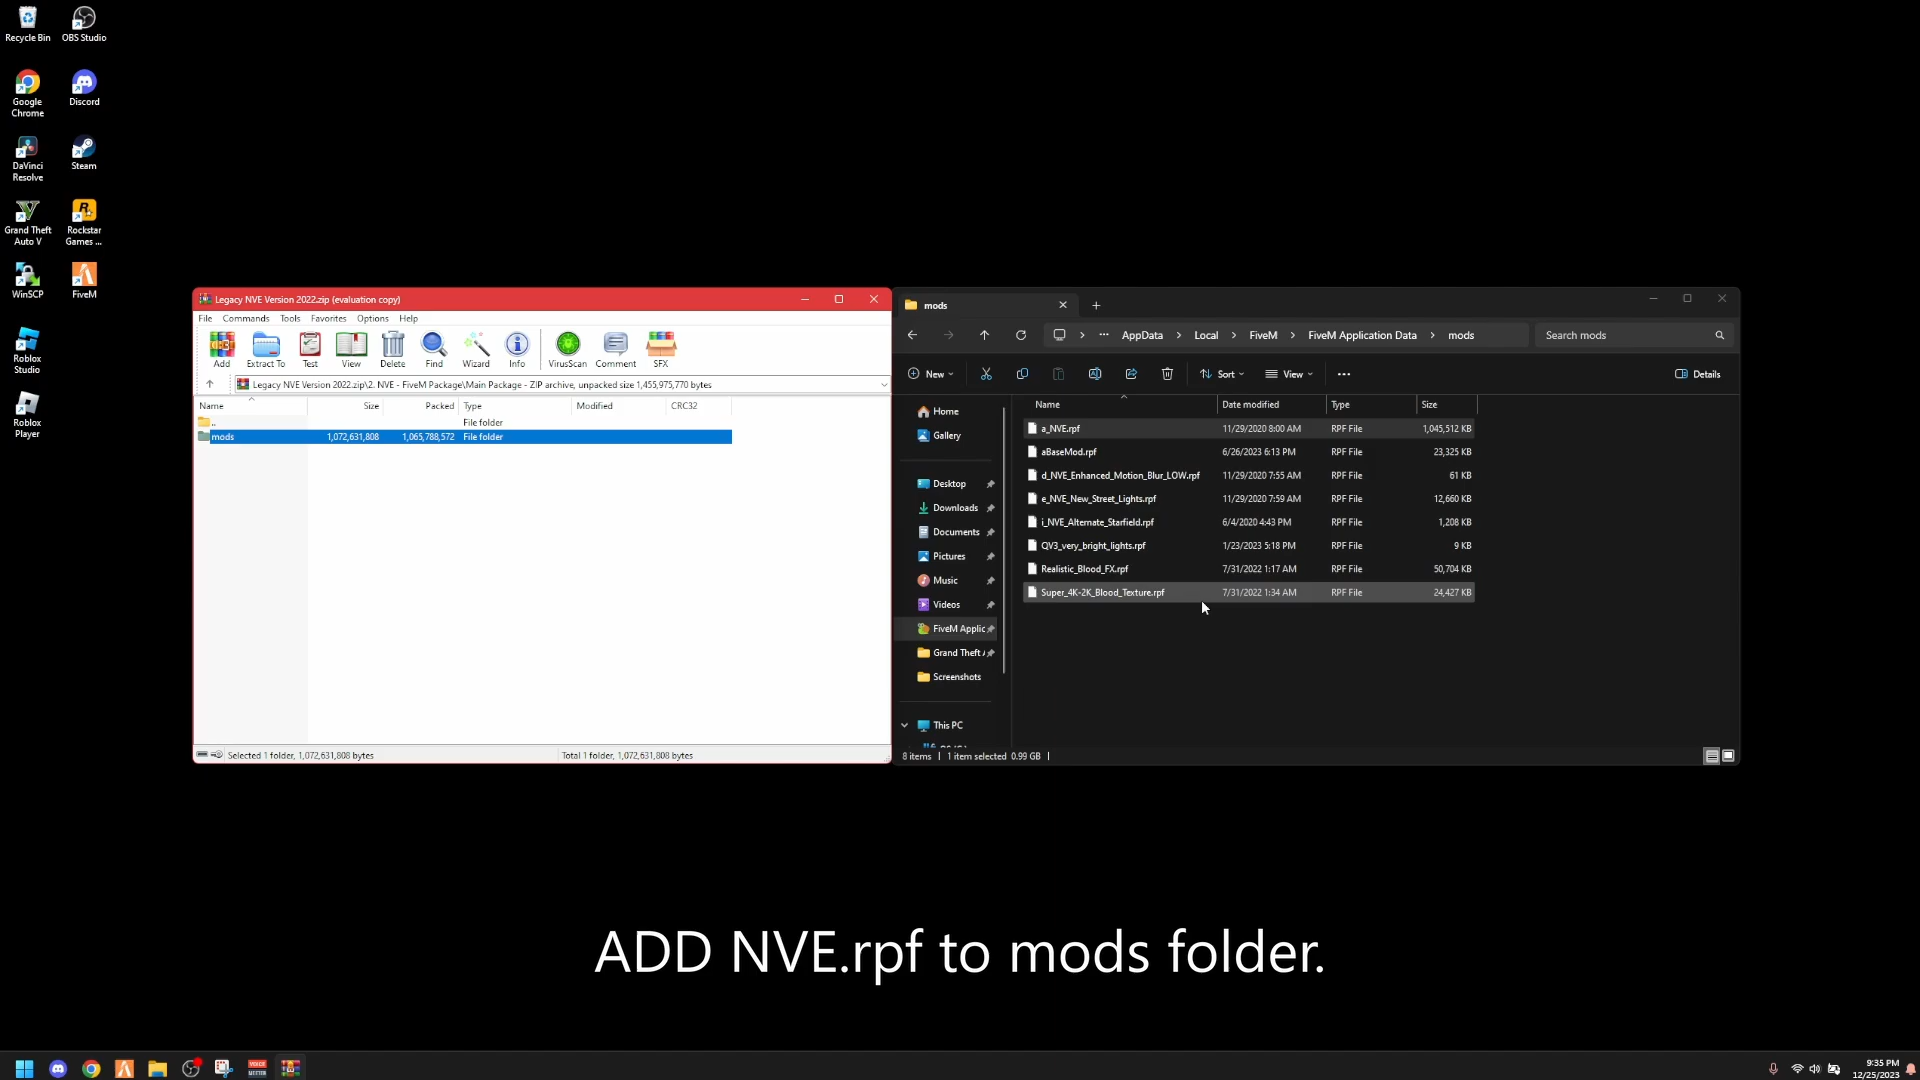 Recycle Bin
OBS Studio
Google
Chrome
Discord
DaVinci
Resolve
Steam
Grand Theft
Auto V
Rockstar
Games ...
WinSCP
FiveM
Roblox
Studio
Roblox
Player
Legacy NVE Version 2022.zip (evaluation copy)
File Commands Tools Favorites Options Help
Add Extract To Test View Delete Find Wizard Info VirusScan Comment SFX
Legacy NVE Version 2022.zip\2. NVE - FiveM Package\Main Package - ZIP archive, unpacked size 1,455,975,770 bytes
Name Size Packed Type Modified CRC32
.. File folder
mods 1,072,631,808 1,065,788,572 File folder
Selected 1 folder, 1,072,631,808 bytes
Total 1 folder, 1,072,631,808 bytes
mods
AppData > Local > FiveM > FiveM Application Data > mods
Search mods
New Sort View Details
Home
Gallery
Desktop
Downloads
Documents
Pictures
Music
Videos
FiveM Applic
Grand Theft A
Screenshots
This PC
Name Date modified Type Size
a_NVE.rpf 11/29/2020 8:00 AM RPF File 1,045,512 KB
aBaseMod.rpf 6/26/2023 6:13 PM RPF File 23,325 KB
d_NVE_Enhanced_Motion_Blur_LOW.rpf 11/29/2020 7:55 AM RPF File 61 KB
e_NVE_New_Street_Lights.rpf 11/29/2020 7:59 AM RPF File 12,660 KB
i_NVE_Alternate_Starfield.rpf 6/4/2020 4:43 PM RPF File 1,208 KB
QV3_very_bright_lights.rpf 1/23/2023 5:18 PM RPF File 9 KB
Realistic_Blood_FX.rpf 7/31/2022 1:17 AM RPF File 50,704 KB
Super_4K-2K_Blood_Texture.rpf 7/31/2022 1:34 AM RPF File 24,427 KB
8 items | 1 item selected 0.99 GB |
ADD NVE.rpf to mods folder.
9:35 PM
12/25/2023